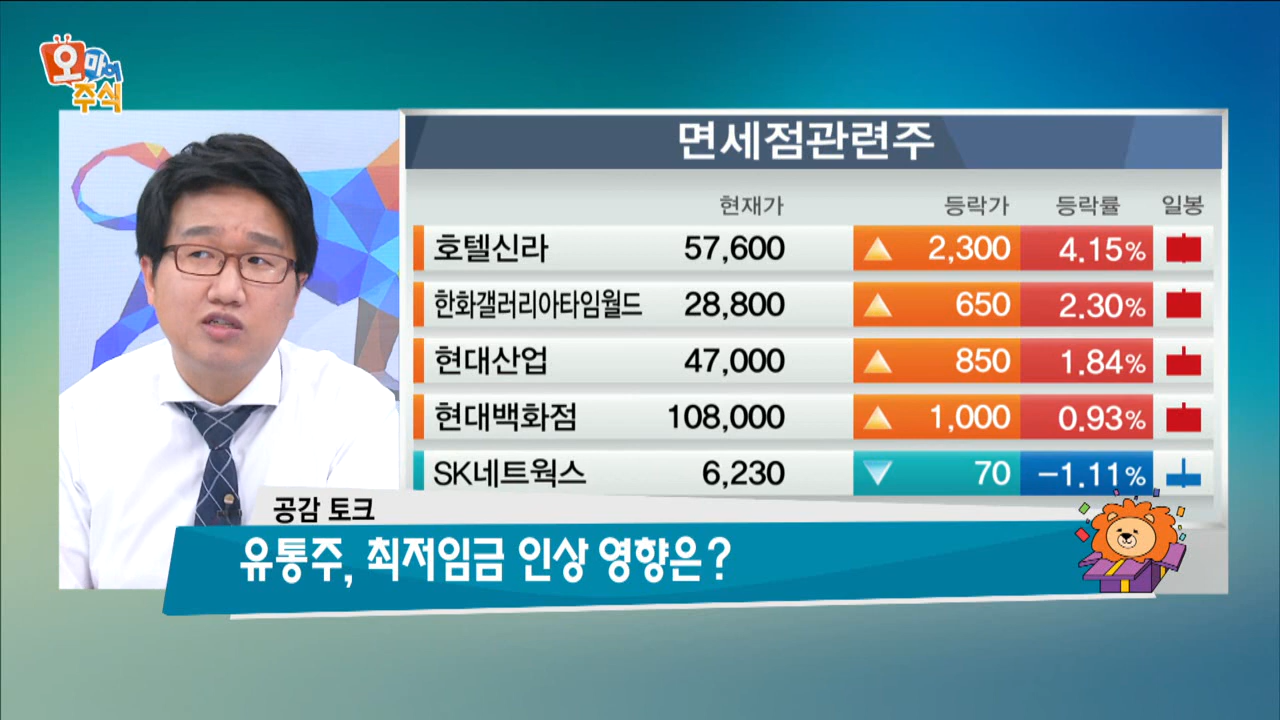 오 마이
주식
면세점관련주
현재가 등락가 등락률 일봉
호텔신라 57,600 2,300 4.15%
한화갤러리아타임월드 28,800 650 2.30%
현대산업 47,000 850 1.84%
현대백화점 108,000 1,000 0.93%
SK네트웍스 6,230 70 -1.11%
공감 토크
유통주, 최저임금 인상 영향은?